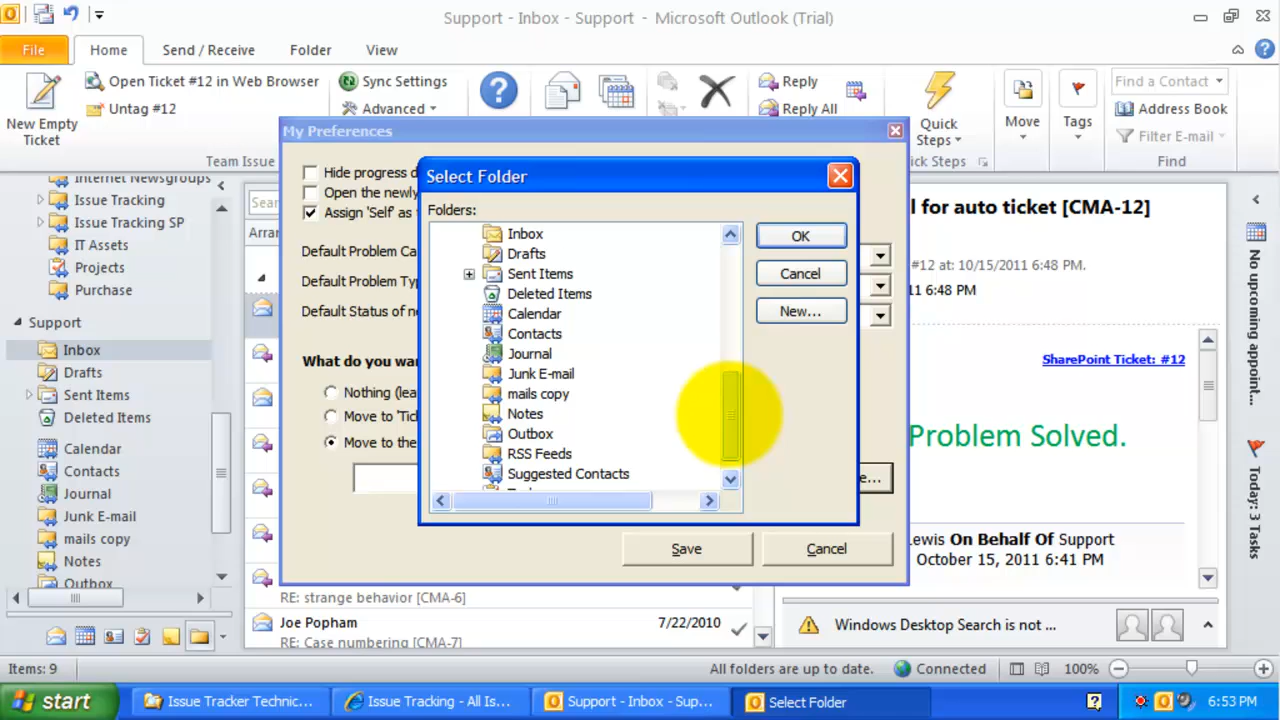 Support - Inbox - Support - Microsoft Outlook (Trial)
File
Home
Send / Receive
Folder
View
New Empty
Ticket
Open Ticket #12 in Web Browser
Untag #12
Sync Settings
Advanced
Team Issue
Reply
Reply All
Quick
Steps
ick Steps
Move
Tags
Find a Contact
Address Book
Filter E-mail
Find
Internet Newsgroups
Issue Tracking
Issue Tracking SP
IT Assets
Projects
Purchase
Support
Inbox
Drafts
Sent Items
Deleted Items
Calendar
Contacts
Journal
Junk E-mail
mails copy
Notes
Outbox
Sear
Arran
My Preferences
Hide progress d
Open the newly
Assign 'Self' as
Default Problem Ca
Default Problem Typ
Default Status of ne
What do you wan
Nothing (lea
Move to 'Tic
Move to the
e...
Save
Cancel
Select Folder
Folders:
Inbox
Drafts
Sent Items
Deleted Items
Calendar
Contacts
Journal
Junk E-mail
mails copy
Notes
Outbox
RSS Feeds
Suggested Contacts
OK
Cancel
New...
RE: strange behavior [CMA-6]
Joe Popham
7/22/2010
RE: Case numbering [CMA-7]
l for auto ticket [CMA-12]
#12 at: 10/15/2011 6:48 PM.
11 6:48 PM
SharePoint Ticket: #12
Problem Solved.
Lewis On Behalf Of Support
October 15, 2011 6:41 PM
Windows Desktop Search is not ...
No upcoming appoint...
Today: 3 Tasks
Items: 9
All folders are up to date.
Connected
100%
start
Issue Tracker Technic...
Issue Tracking - All Is...
Support - Inbox - Sup...
Select Folder
6:53 PM